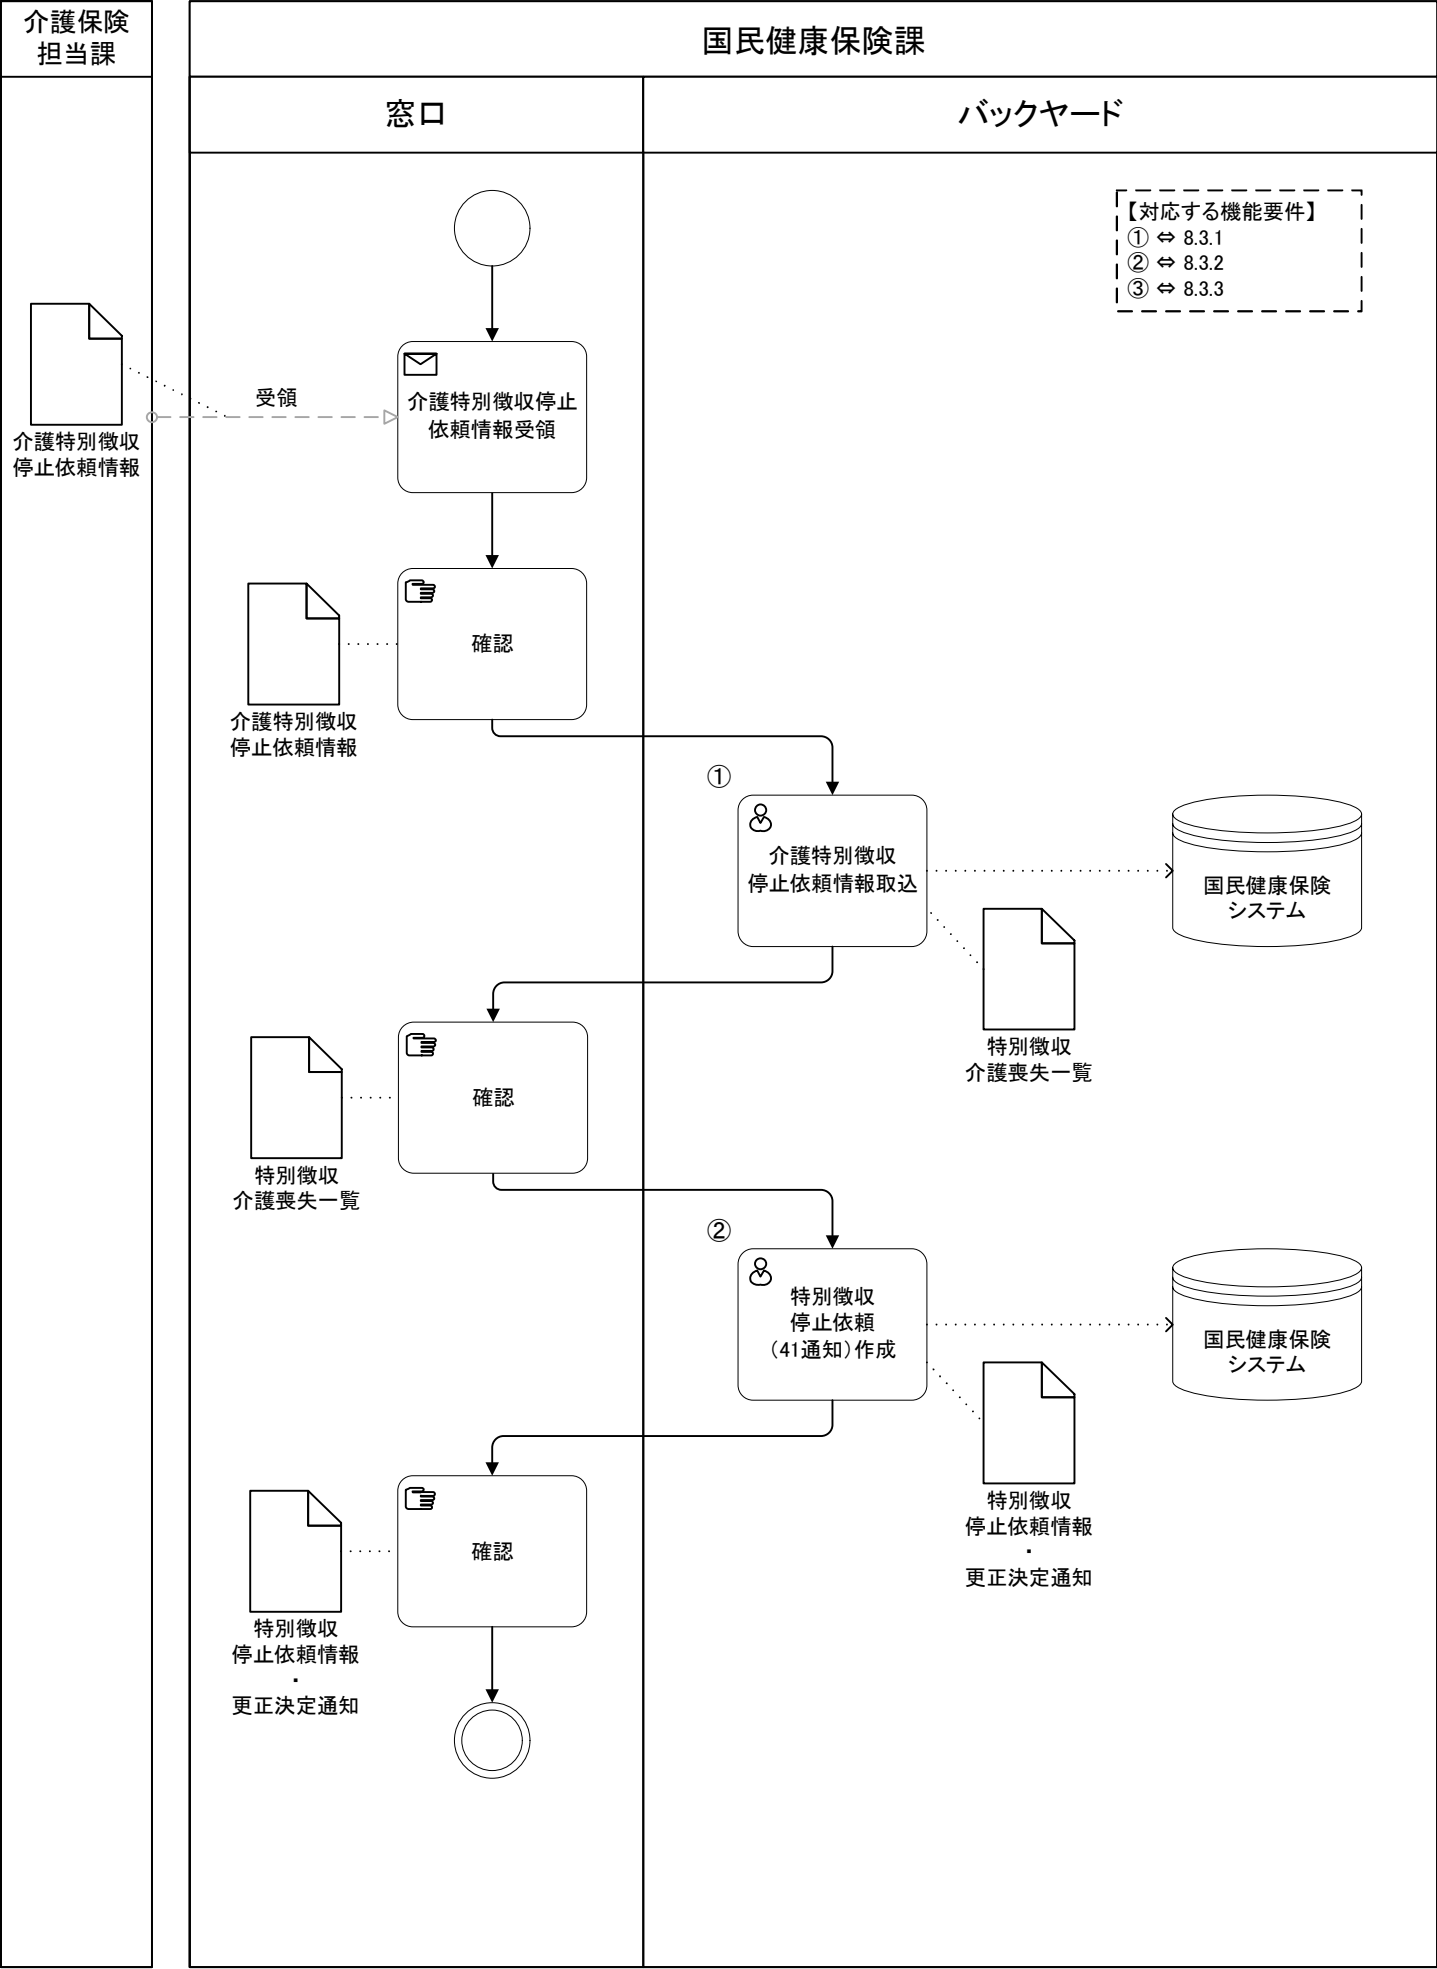 介護保険
担当課
国民健康保険課
窓口
バックヤード
【対応する機能要件】
① ⇔ 8.3.1
② ⇔ 8.3.2
③ ⇔ 8.3.3
介護特別徴収
停止依頼情報
受領
介護特別徴収停止
依頼情報受領
確認
介護特別徴収
停止依頼情報
①
介護特別徴収
停止依頼情報取込
国民健康保険
システム
特別徴収
介護喪失一覧
確認
特別徴収
介護喪失一覧
②
特別徴収
停止依頼
（41通知）作成
国民健康保険
システム
特別徴収
停止依頼情報
・
更正決定通知
確認
特別徴収
停止依頼情報
・
更正決定通知